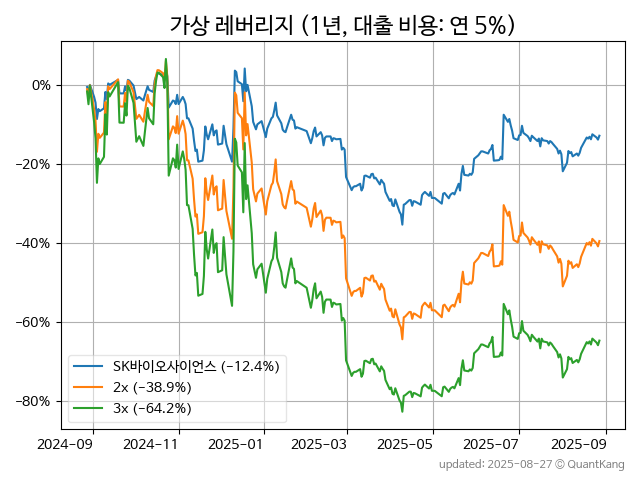 가상 레버리지 (1년, 대출 비용: 연 5%)
0%
−20%
−40%
−60%
−80%
SK바이오사이언스 (−12.4%)
2x (−38.9%)
3x (−64.2%)
2024-09 2024-11 2025-01 2025-03 2025-05 2025-07 2025-09
updated: 2025-08-27 © QuantKang